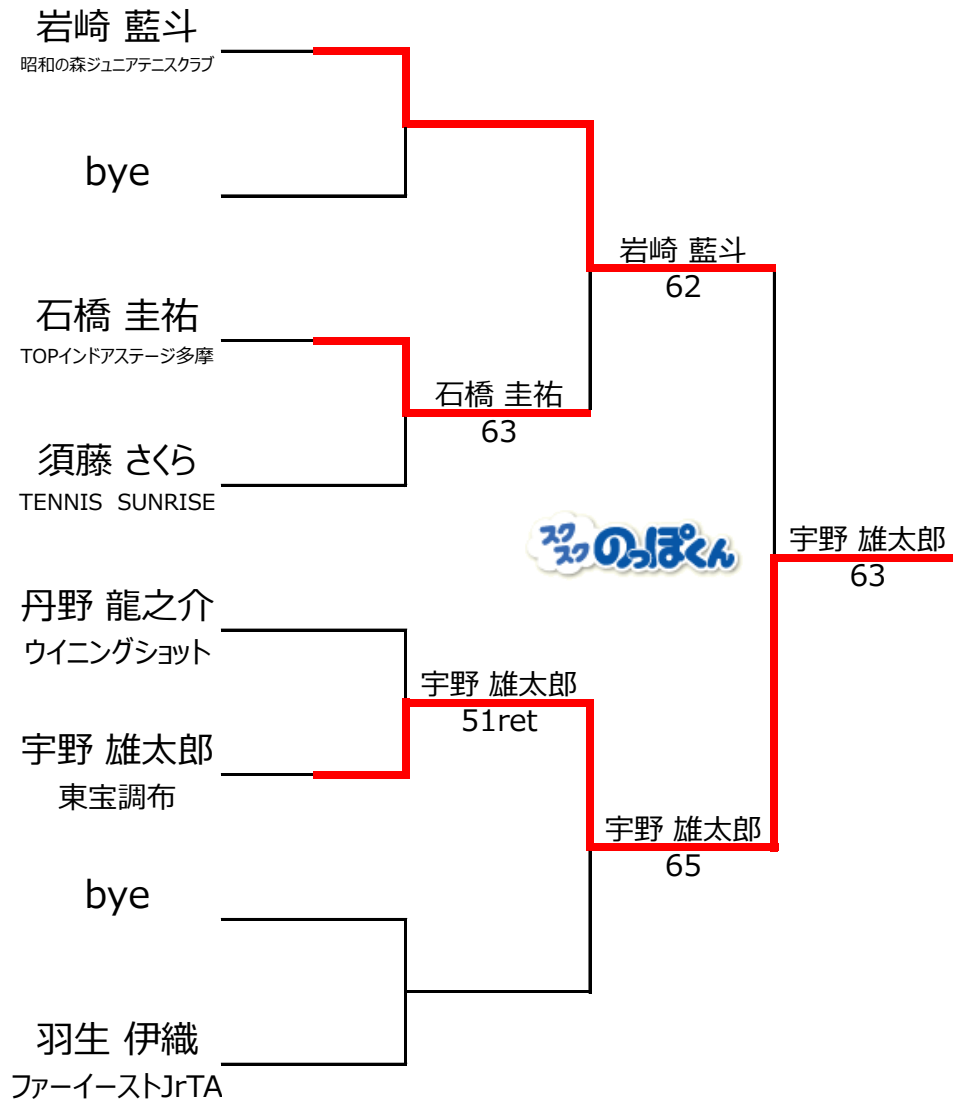 岩崎 藍斗
昭和の森ジュニアテニスクラブ
bye
岩崎 藍斗
62
石橋 圭祐
TOPインドアステージ多摩
石橋 圭祐
63
須藤 さくら
TENNIS SUNRISE
スクスクのっぽくん
宇野 雄太郎
63
丹野 龍之介
ウイニングショット
宇野 雄太郎
51ret
宇野 雄太郎
東宝調布
宇野 雄太郎
65
bye
羽生 伊織
ファーイーストJrTA